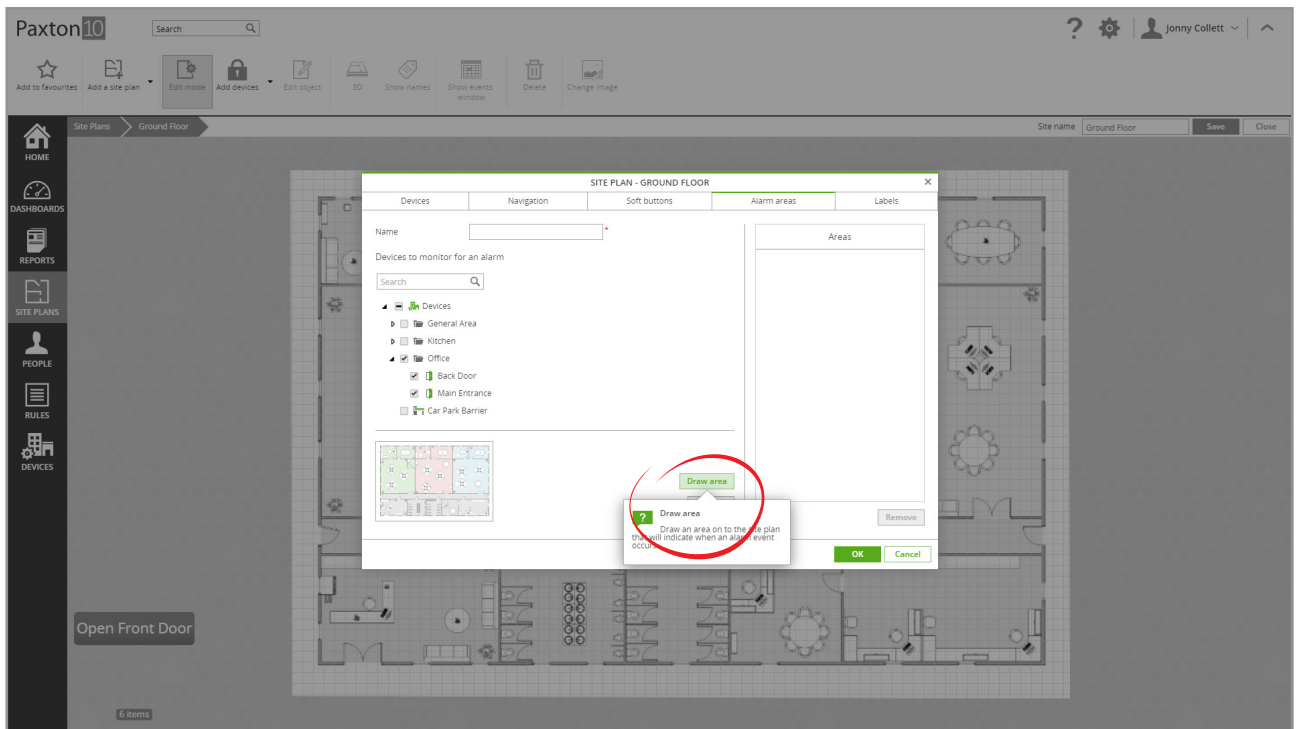 Paxton10
Search
Jonny Collett
Add to favourites
Add a site plan
Edit mode
Add devices
Edit object
3D
Show names
Show events
window
Delete
Change image
HOME
DASHBOARDS
REPORTS
SITE PLANS
PEOPLE
RULES
DEVICES
Site Plans
Ground Floor
Site name
Ground Floor
Save
Close
SITE PLAN - GROUND FLOOR
Devices
Navigation
Soft buttons
Alarm areas
Labels
Name
*
Devices to monitor for an alarm
Search
Devices
General Area
Kitchen
Office
Back Door
Main Entrance
Car Park Barrier
Draw area
?
Draw area
Draw an area on to the site plan
that will indicate when an alarm event
occurs
Areas
Remove
OK
Cancel
Open Front Door
6 items